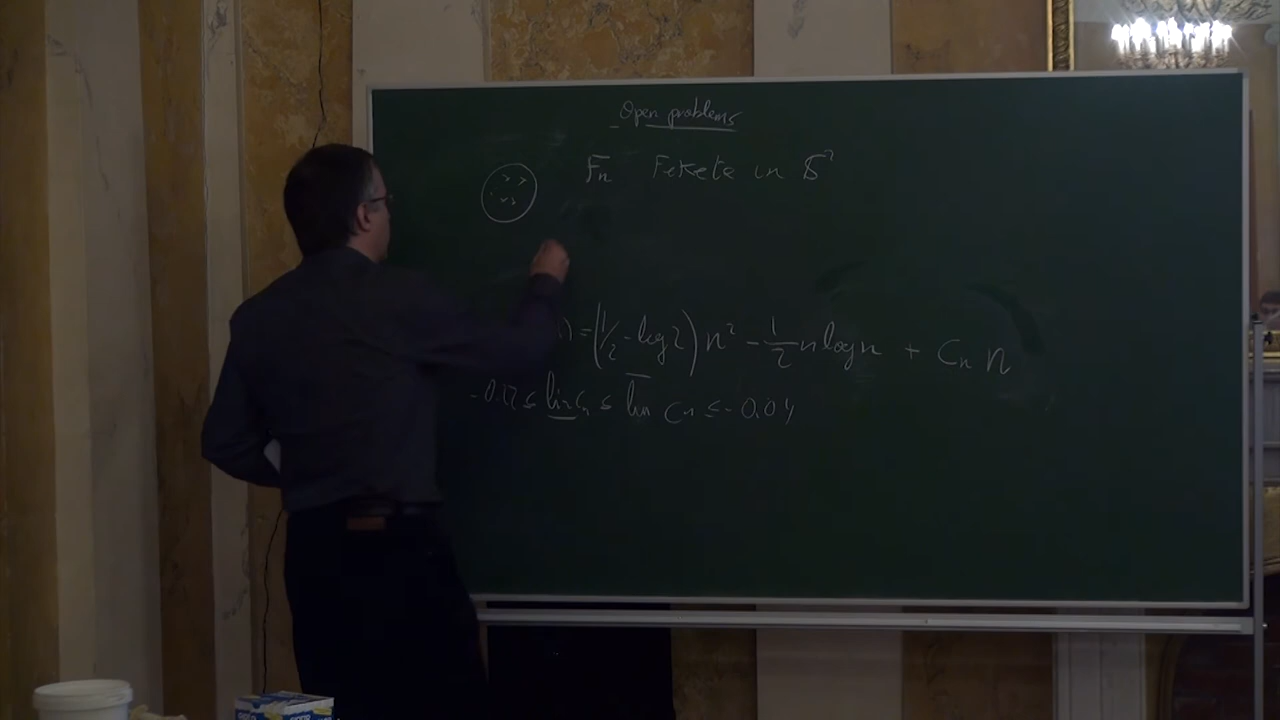 Open problems
Fn Fekete in S²
) = (1/2 - log 2) n² - 1/2 n log n + Cn n
≤ lim Cn ≤ lim Cn ≤ -0.04